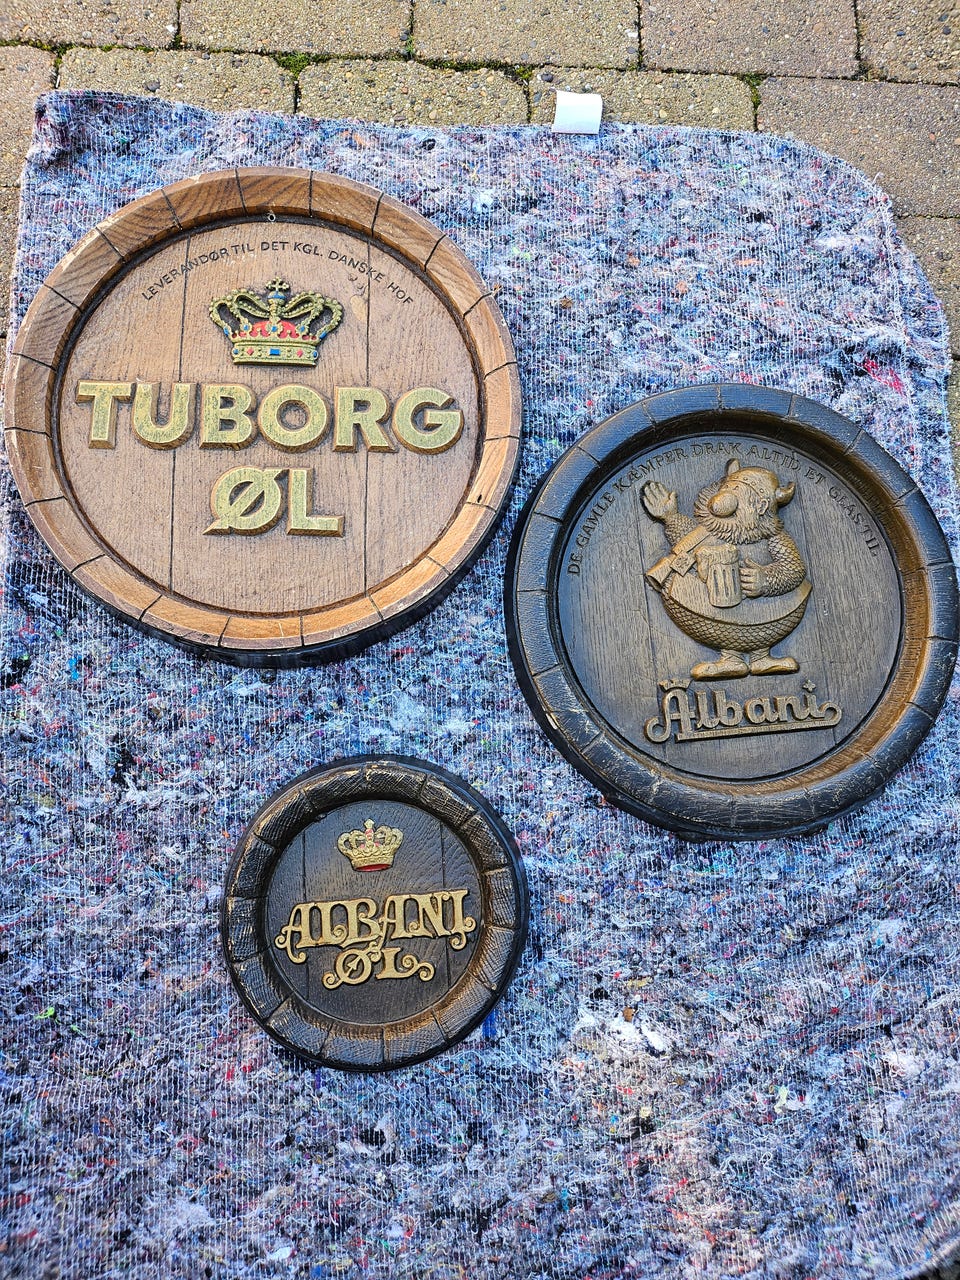 LEVERANDØR TIL DET KGL. DANSKE HOF
TUBORG
ØL
DE GAMLE KÆMPER DRAK ALTID ET GLAS TIL
Albani
ALBANI
ØL